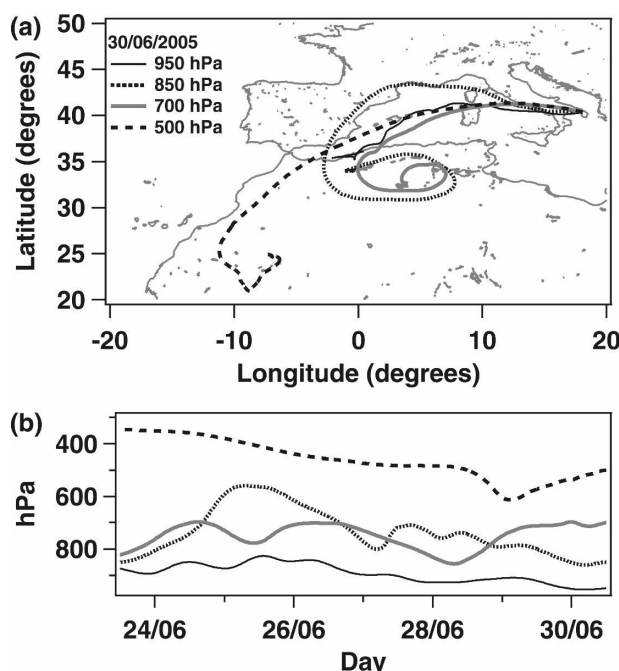 (a)
50
45
40
35
30
25
20
Latitude (degrees)
30/06/2005
950 hPa
850 hPa
700 hPa
500 hPa
-20
-10
0
10
20
Longitude (degrees)
(b)
400
600
800
hPa
24/06
26/06
28/06
30/06
Day